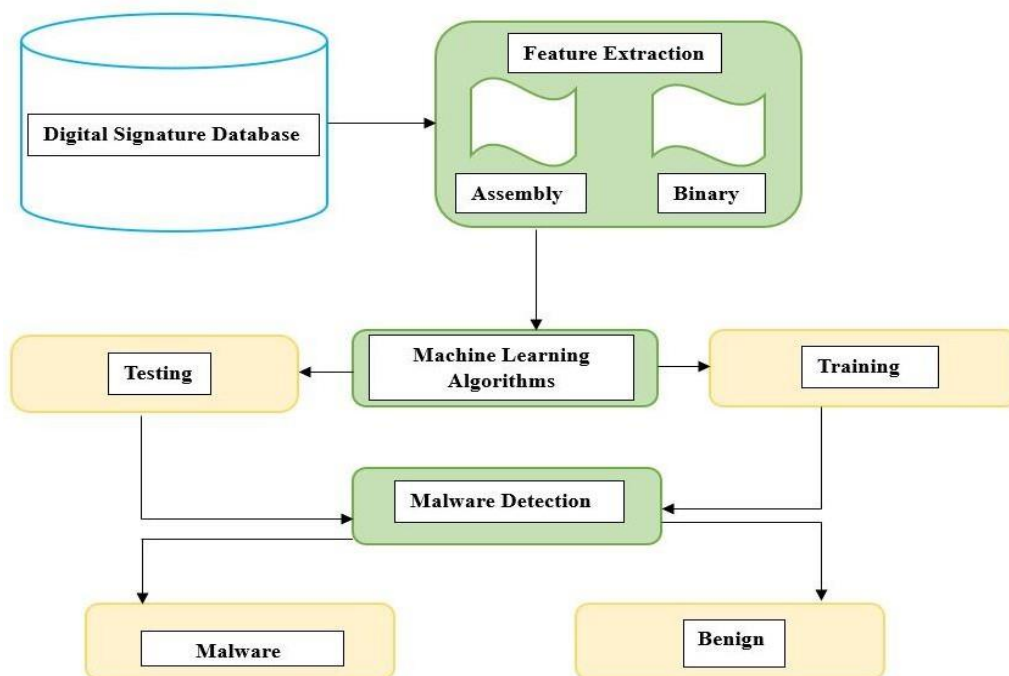 Feature Extraction
Digital Signature Database
Assembly
Binary
Machine Learning
Algorithms
Testing
Training
Malware Detection
Malware
Benign